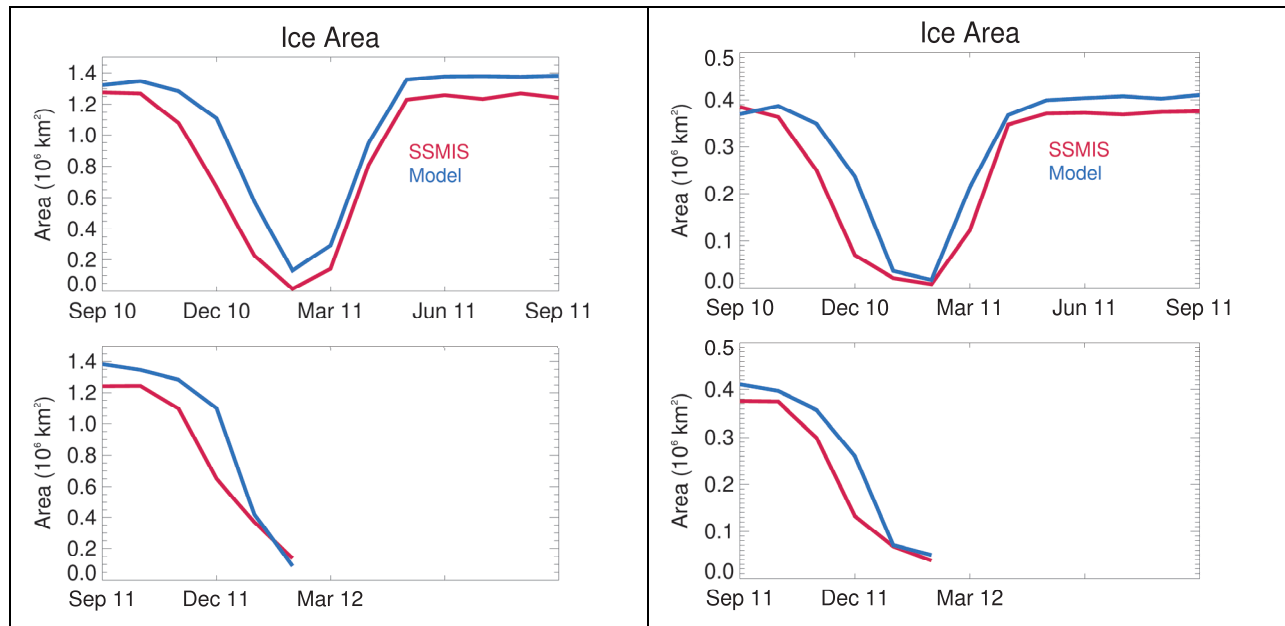 Ice Area
Area (10⁶ km²)
1.4
1.2
1.0
0.8
0.6
0.4
0.2
0.0
SSMIS
Model
Sep 10 Dec 10 Mar 11 Jun 11 Sep 11
Area (10⁶ km²)
1.4
1.2
1.0
0.8
0.6
0.4
0.2
0.0
Sep 11 Dec 11 Mar 12
Ice Area
Area (10⁶ km²)
0.5
0.4
0.3
0.2
0.1
0.0
SSMIS
Model
Sep 10 Dec 10 Mar 11 Jun 11 Sep 11
Area (10⁶ km²)
0.5
0.4
0.3
0.2
0.1
0.0
Sep 11 Dec 11 Mar 12